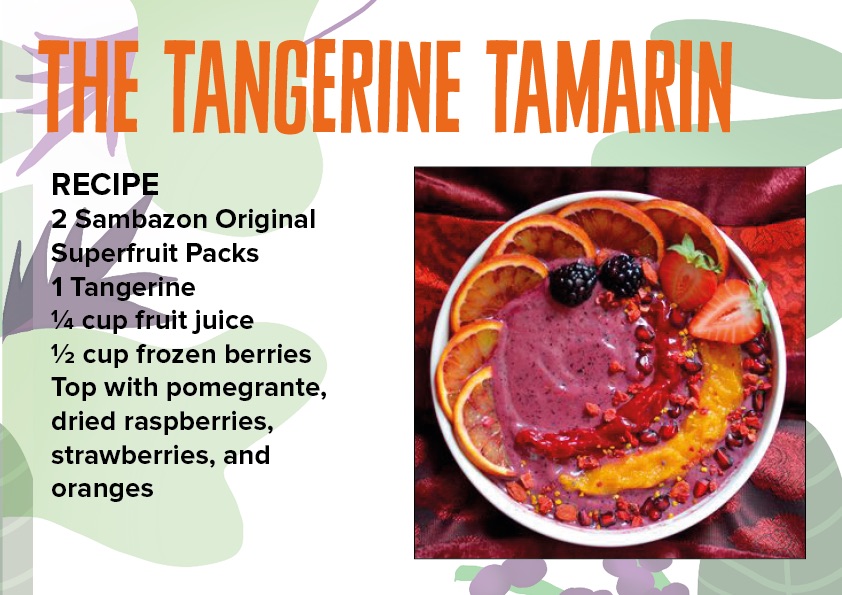 THE TANGERINE TAMARIN
RECIPE
2 Sambazon Original
Superfruit Packs
1 Tangerine
¼ cup fruit juice
½ cup frozen berries
Top with pomegrante,
dried raspberries,
strawberries, and
oranges